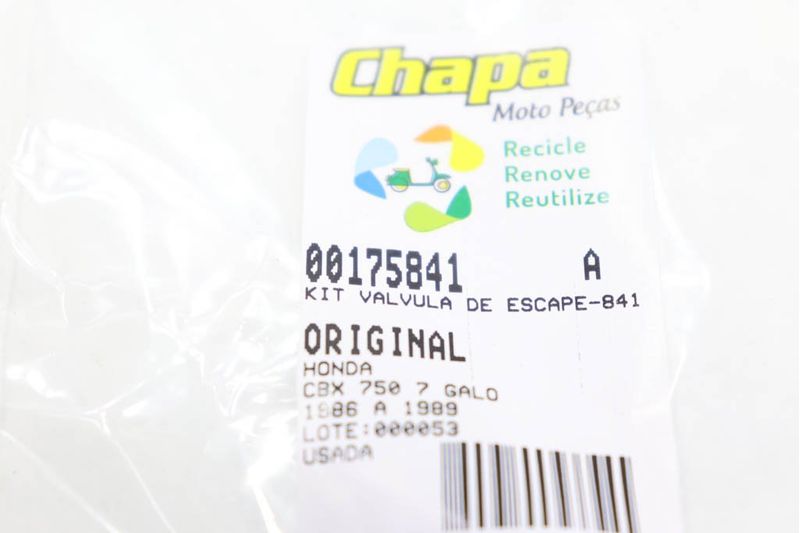 Chapa
Moto Peças
Recicle
Renove
Reutilize
00175841 A
KIT VALVULA DE ESCAPE-841
ORIGINAL
HONDA
CBX 750 7 GALO
1986 A 1989
LOTE:000053
USADA